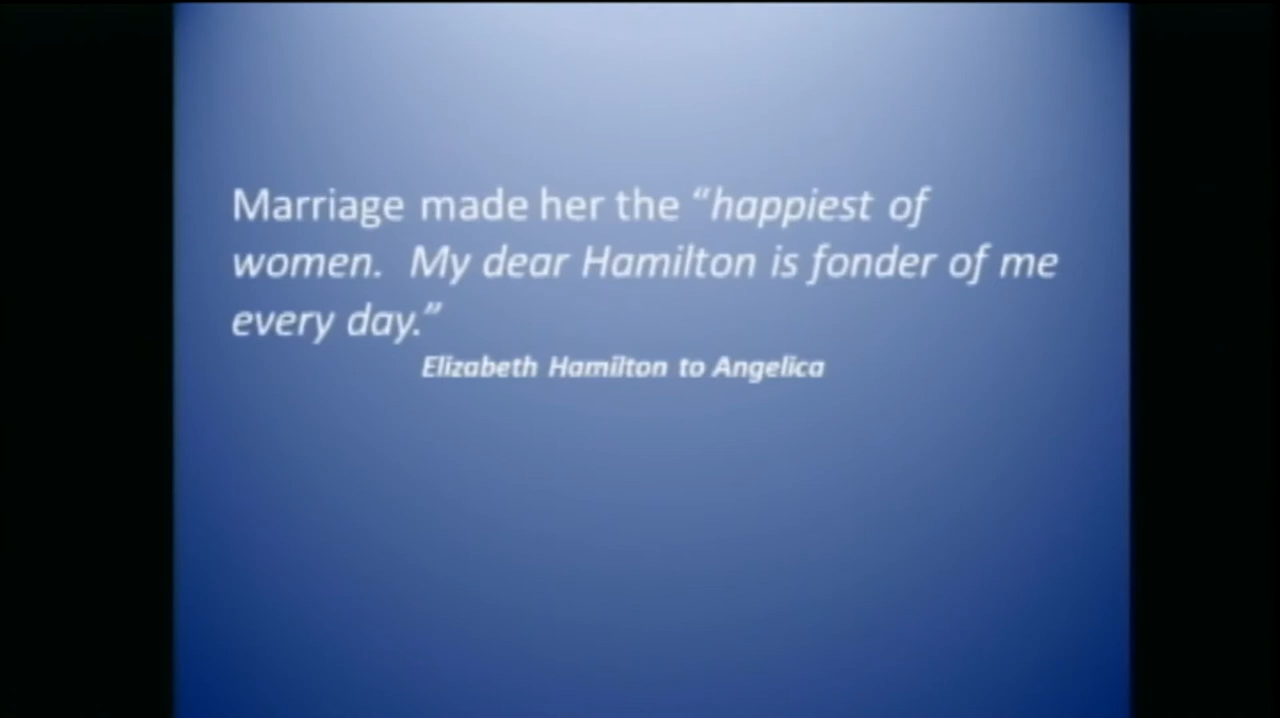 Marriage made her the “happiest of
women.  My dear Hamilton is fonder of me
every day.”
Elizabeth Hamilton to Angelica